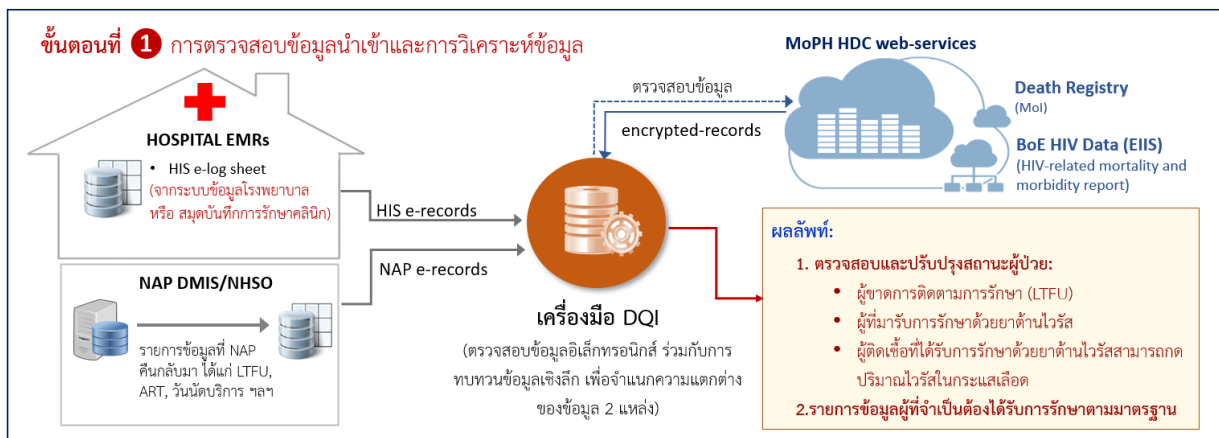 ขั้นตอนที่ 1 การตรวจสอบข้อมูลนำเข้าและการวิเคราะห์ข้อมูล
HOSPITAL EMRs
• HIS e-log sheet
(จากระบบข้อมูลโรงพยาบาล
หรือ สมุดบันทึกการรักษาคลินิก)
NAP DMIS/NHSO
รายการข้อมูลที่ NAP
คืนกลับมา ได้แก่ LTFU,
ART, วันนัดบริการ ฯลฯ
HIS e-records
NAP e-records
เครื่องมือ DQI
(ตรวจสอบข้อมูลอิเล็กทรอนิกส์ ร่วมกับการ
ทบทวนข้อมูลเชิงลึก เพื่อจำแนกความแตกต่าง
ของข้อมูล 2 แหล่ง)
ตรวจสอบข้อมูล
encrypted-records
MoPH HDC web-services
Death Registry
(MoI)
BoE HIV Data (EIIS)
(HIV-related mortality and
morbidity report)
ผลลัพท์:
1. ตรวจสอบและปรับปรุงสถานะผู้ป่วย:
• ผู้ขาดการติดตามการรักษา (LTFU)
• ผู้ที่มารับการรักษาด้วยยาต้านไวรัส
• ผู้ติดเชื้อที่ได้รับการรักษาด้วยยาต้านไวรัสสามารถกด
ปริมาณไวรัสในกระแสเลือด
2.รายการข้อมูลผู้ที่จำเป็นต้องได้รับการรักษาตามมาตรฐาน